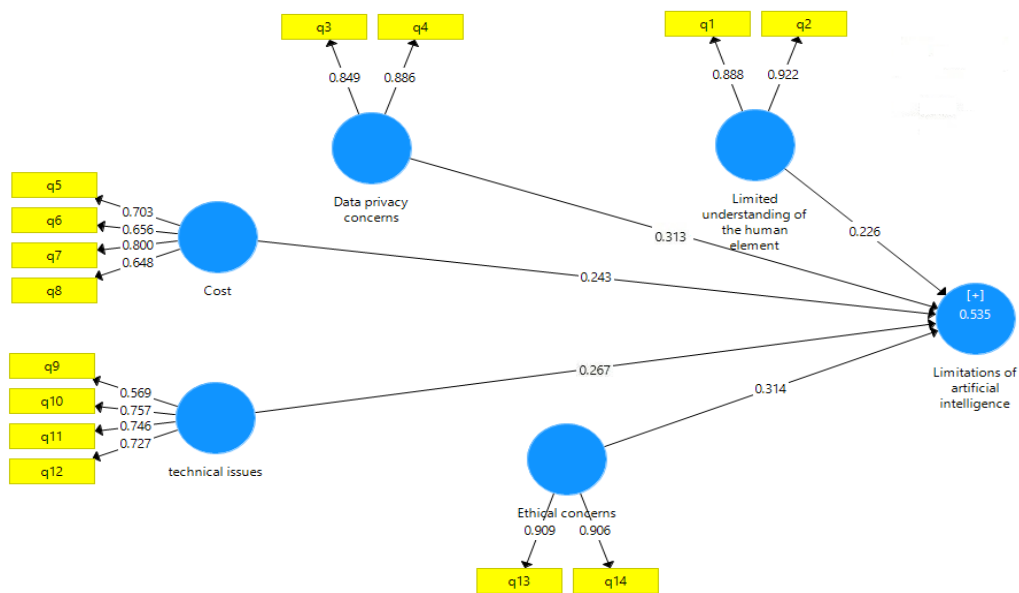 q3
q4
q1
q2
0.849
0.886
0.888
0.922
Data privacy
concerns
Limited
understanding of
the human
element
q5
q6
q7
q8
0.703
0.656
0.800
0.648
Cost
0.313
0.226
0.243
[+]
0.535
Limitations of
artificial
intelligence
q9
q10
q11
q12
0.569
0.757
0.746
0.727
technical issues
0.267
0.314
Ethical concerns
0.909
0.906
q13
q14